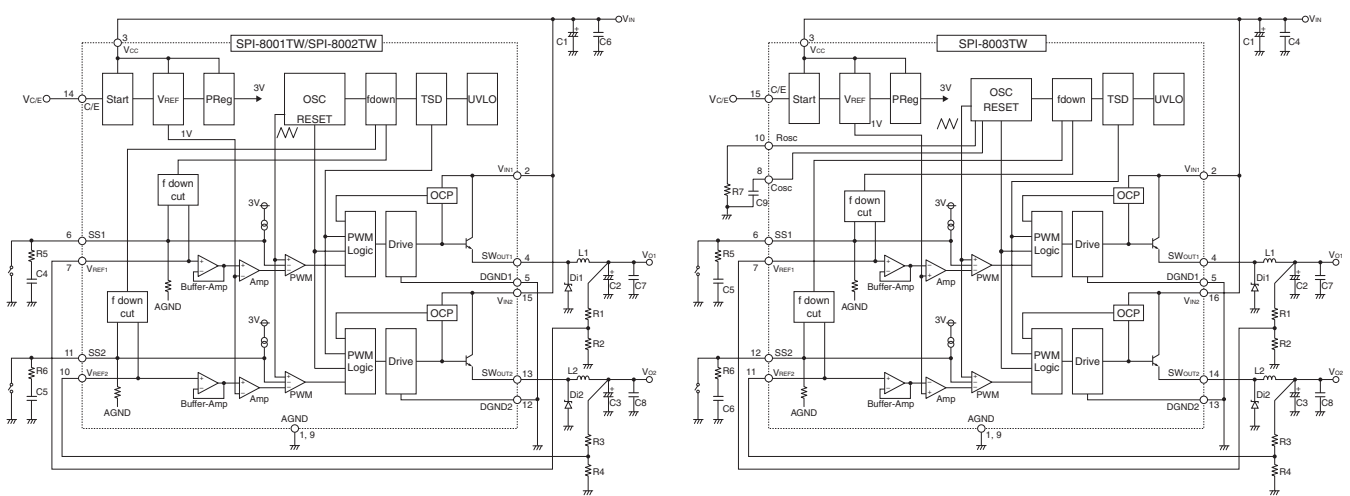 VIN
3
VCC
SPI-8001TW/SPI-8002TW
C1
+
C6
VC/E
14
C/E
Start
VREF
PReg
3V
OSC
RESET
fdown
TSD
UVLO
1V
f down
cut
3V
OCP
VIN1
2
PWM
Logic
Drive
6
SS1
R5
C4
7
VREF1
Buffer-Amp
Amp
PWM
SWOUT1
4
L1
VO1
AGND
DGND1
5
Di1
+
C2
C7
VIN2
15
f down
cut
3V
OCP
R1
R2
11
SS2
R6
C5
10
VREF2
PWM
Logic
Drive
Buffer-Amp
Amp
PWM
SWOUT2
13
L2
VO2
AGND
DGND2
12
Di2
+
C3
C8
AGND
1, 9
R3
R4
VIN
3
VCC
SPI-8003TW
C1
+
C4
VC/E
15
C/E
Start
VREF
PReg
3V
OSC
RESET
fdown
TSD
UVLO
1V
10
Rosc
8
Cosc
R7
C9
f down
cut
3V
OCP
VIN1
2
PWM
Logic
Drive
6
SS1
R5
C5
7
VREF1
Buffer-Amp
Amp
PWM
SWOUT1
4
L1
VO1
AGND
DGND1
5
Di1
+
C2
C7
VIN2
16
f down
cut
3V
OCP
R1
R2
12
SS2
R6
C6
11
VREF2
PWM
Logic
Drive
Buffer-Amp
Amp
PWM
SWOUT2
14
L2
VO2
AGND
DGND2
13
Di2
+
C3
C8
AGND
1, 9
R3
R4